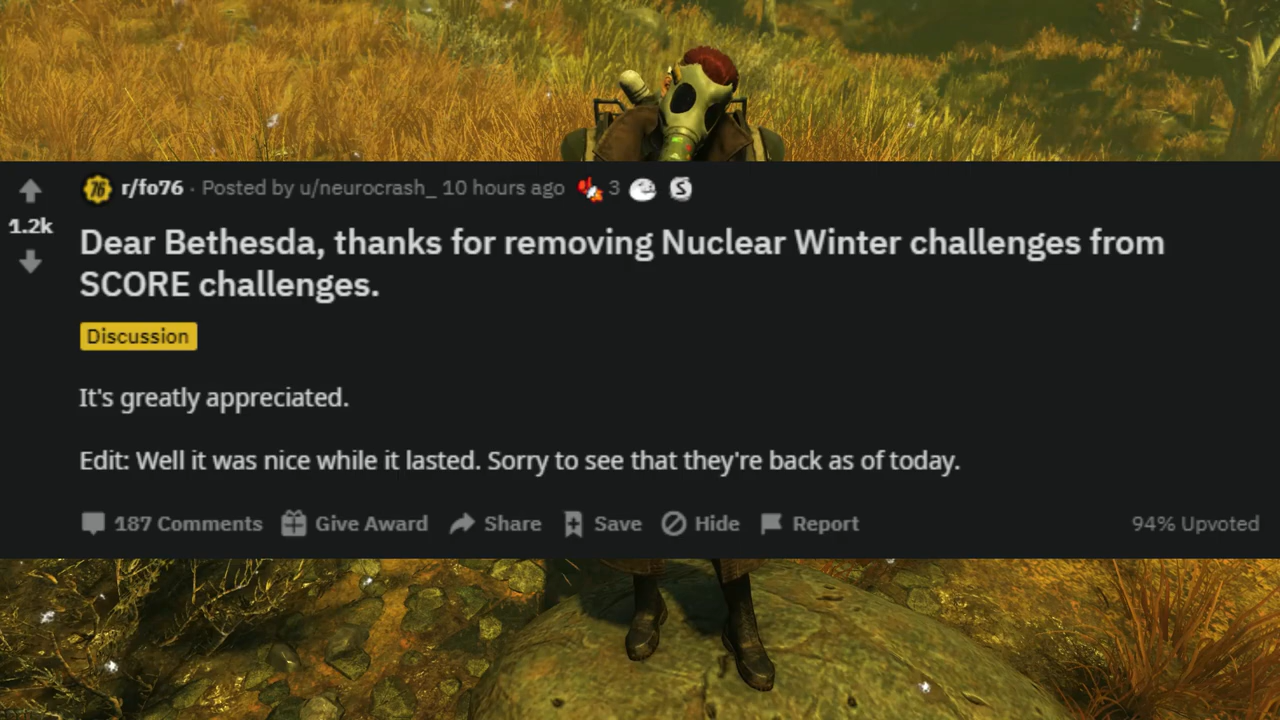 76 r/fo76 · Posted by u/neurocrash_ 10 hours ago 3 S
1.2k
Dear Bethesda, thanks for removing Nuclear Winter challenges from
SCORE challenges.
Discussion
It's greatly appreciated.
Edit: Well it was nice while it lasted. Sorry to see that they're back as of today.
187 Comments Give Award Share Save Hide Report 94% Upvoted